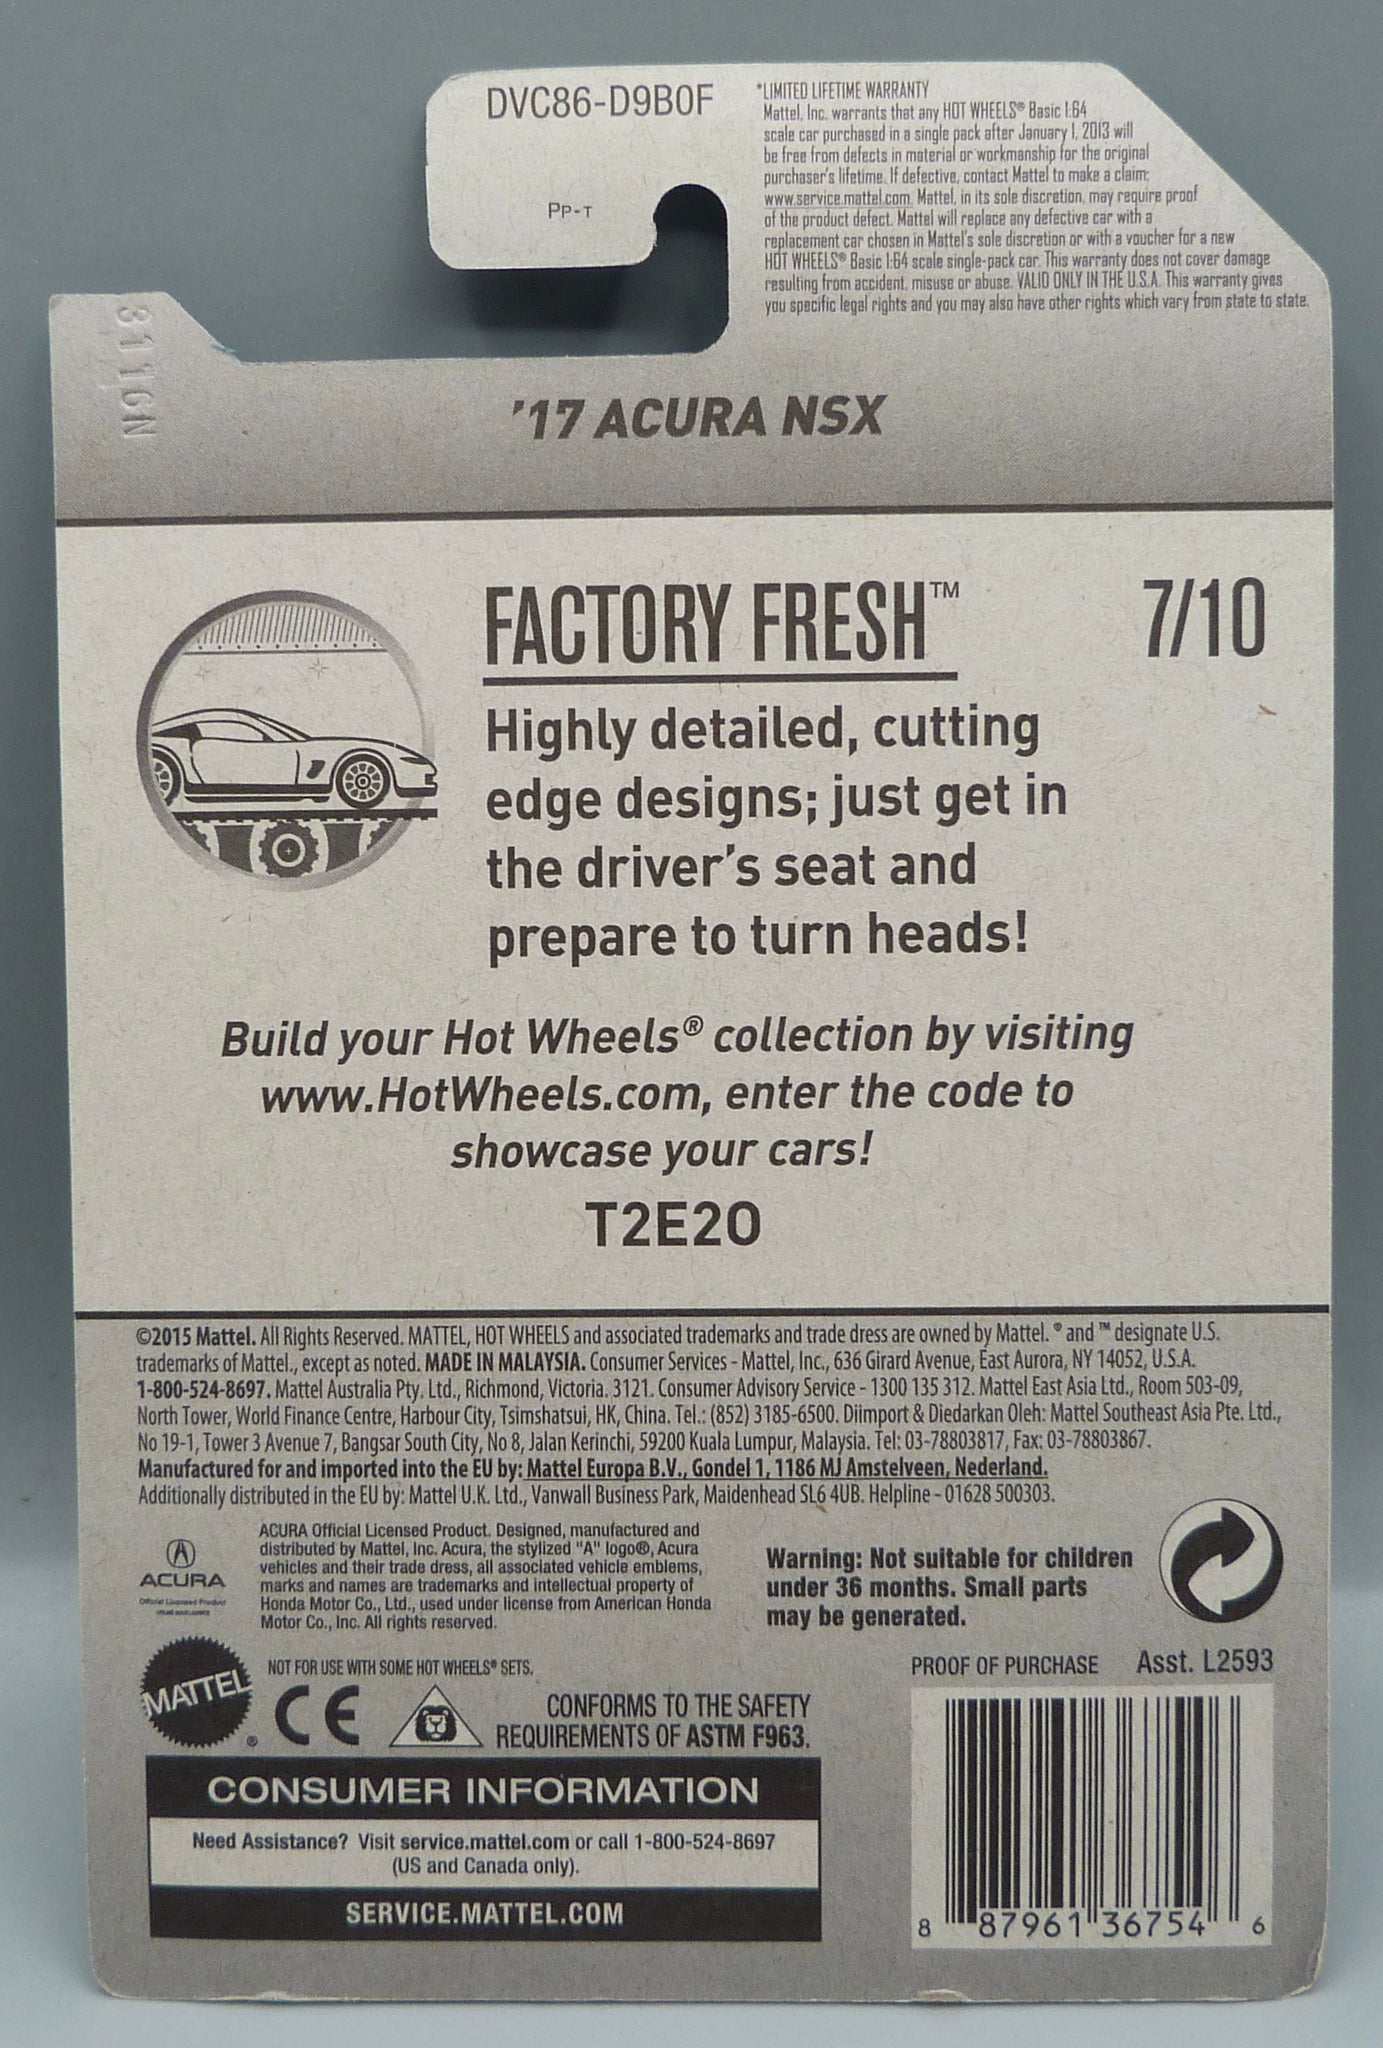 DVC86-D9B0F
PP-T
*LIMITED LIFETIME WARRANTY
Mattel, Inc. warrants that any HOT WHEELS® Basic 1:64
scale car purchased in a single pack after January 1, 2013 will
be free from defects in material or workmanship for the original
purchaser's lifetime. If defective, contact Mattel to make a claim:
www.service.mattel.com. Mattel, in its sole discretion, may require proof
of the product defect. Mattel will replace any defective car with a
replacement car chosen in Mattel's sole discretion or with a voucher for a new
HOT WHEELS® Basic 1:64 scale single-pack car. This warranty does not cover damage
resulting from accident, misuse or abuse. VALID ONLY IN THE U.S.A. This warranty gives
you specific legal rights and you may also have other rights which vary from state to state.
3116N
'17 ACURA NSX
FACTORY FRESH™
7/10
Highly detailed, cutting
edge designs; just get in
the driver's seat and
prepare to turn heads!
Build your Hot Wheels® collection by visiting
www.HotWheels.com, enter the code to
showcase your cars!
T2E20
©2015 Mattel. All Rights Reserved. MATTEL, HOT WHEELS and associated trademarks and trade dress are owned by Mattel. ® and ™ designate U.S.
trademarks of Mattel., except as noted. MADE IN MALAYSIA. Consumer Services - Mattel, Inc., 636 Girard Avenue, East Aurora, NY 14052, U.S.A.
1-800-524-8697. Mattel Australia Pty. Ltd., Richmond, Victoria. 3121. Consumer Advisory Service - 1300 135 312. Mattel East Asia Ltd., Room 503-09,
North Tower, World Finance Centre, Harbour City, Tsimshatsui, HK, China. Tel.: (852) 3185-6500. Diimport & Diedarkan Oleh: Mattel Southeast Asia Pte. Ltd.,
No 19-1, Tower 3 Avenue 7, Bangsar South City, No 8, Jalan Kerinchi, 59200 Kuala Lumpur, Malaysia. Tel: 03-78803817, Fax: 03-78803867.
Manufactured for and imported into the EU by: Mattel Europa B.V., Gondel 1, 1186 MJ Amstelveen, Nederland.
Additionally distributed in the EU by: Mattel U.K. Ltd., Vanwall Business Park, Maidenhead SL6 4UB. Helpline - 01628 500303.
ACURA
Official Licensed Product
ACURA Official Licensed Product. Designed, manufactured and
distributed by Mattel, Inc. Acura, the stylized "A" logo®, Acura
vehicles and their trade dress, all associated vehicle emblems,
marks and names are trademarks and intellectual property of
Honda Motor Co., Ltd., used under license from American Honda
Motor Co., Inc. All rights reserved.
Warning: Not suitable for children
under 36 months. Small parts
may be generated.
MATTEL®
NOT FOR USE WITH SOME HOT WHEELS® SETS.
CE
CONFORMS TO THE SAFETY
REQUIREMENTS OF ASTM F963.
PROOF OF PURCHASE
Asst. L2593
CONSUMER INFORMATION
Need Assistance? Visit service.mattel.com or call 1-800-524-8697
(US and Canada only).
SERVICE.MATTEL.COM
8 87961 36754 6